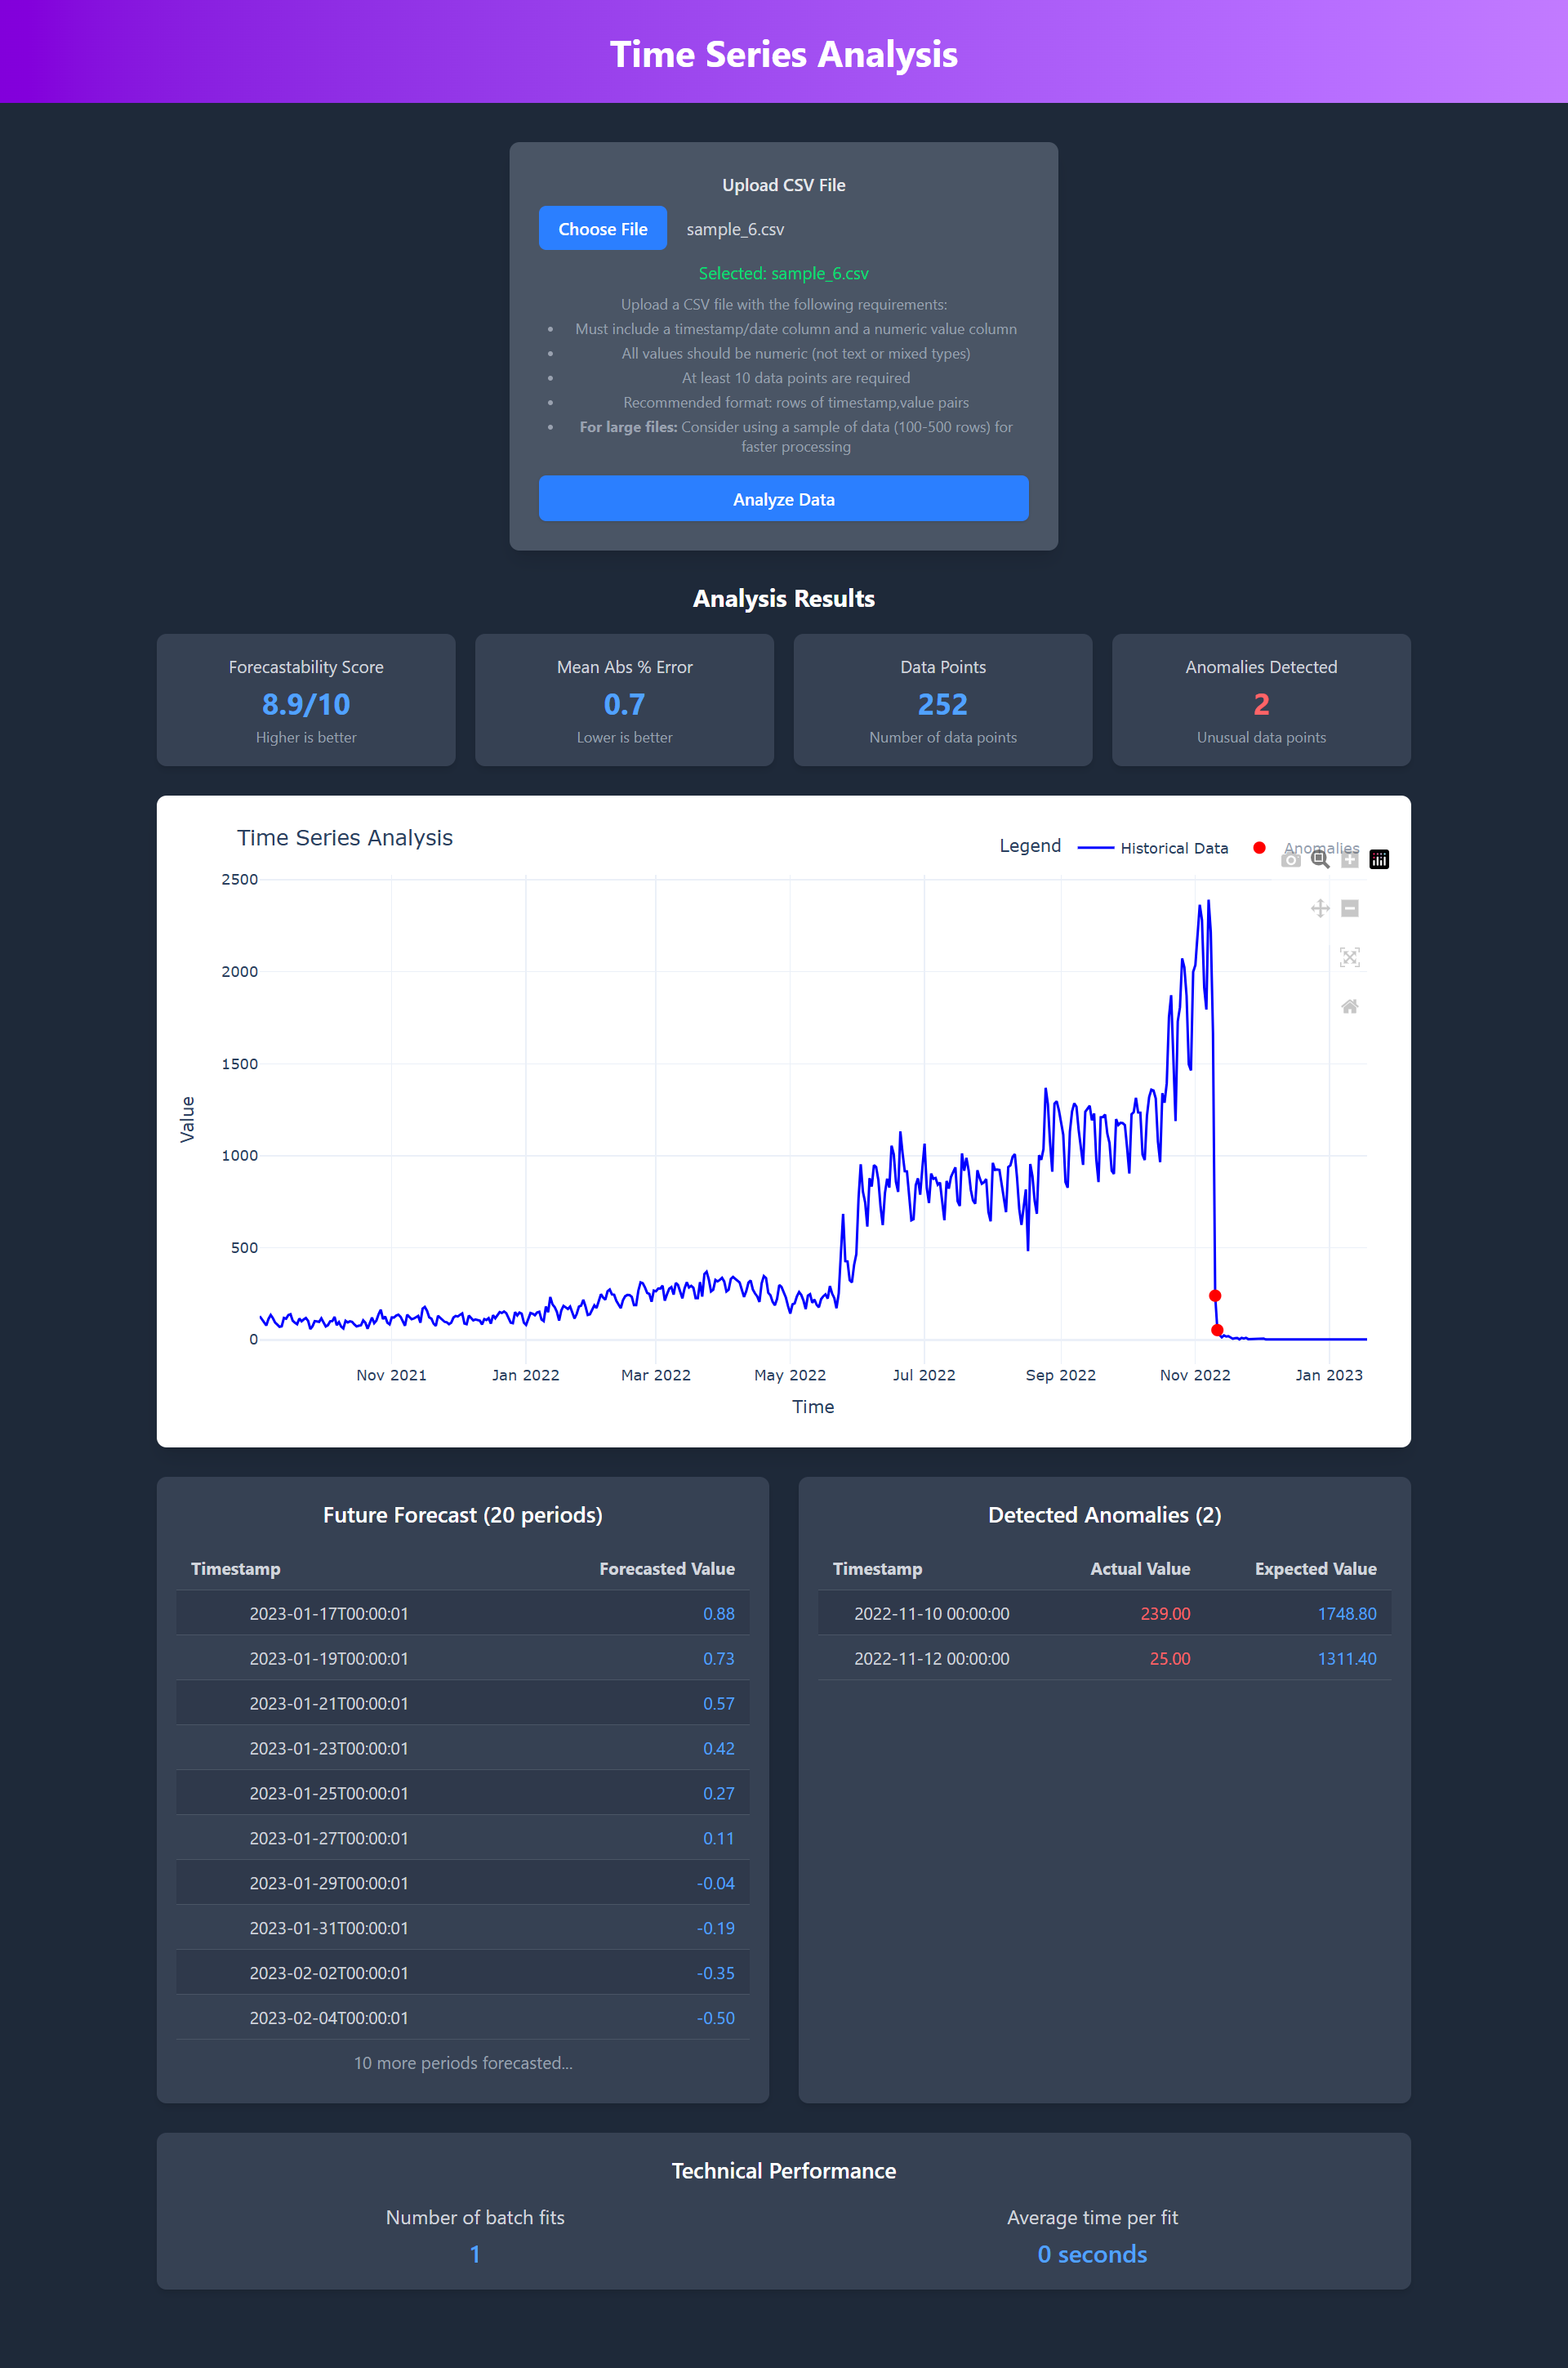 Time Series Analysis
Upload CSV File
Choose File sample_6.csv
Selected: sample_6.csv
Upload a CSV file with the following requirements:
• Must include a timestamp/date column and a numeric value column
• All values should be numeric (not text or mixed types)
• At least 10 data points are required
• Recommended format: rows of timestamp,value pairs
• For large files: Consider using a sample of data (100-500 rows) for
faster processing
Analyze Data
Analysis Results
Forecastability Score
8.9/10
Higher is better
Mean Abs % Error
0.7
Lower is better
Data Points
252
Number of data points
Anomalies Detected
2
Unusual data points
Time Series Analysis
Legend Historical Data Anomalies
2500
2000
1500
1000
500
0
Value
Nov 2021 Jan 2022 Mar 2022 May 2022 Jul 2022 Sep 2022 Nov 2022 Jan 2023
Time
Future Forecast (20 periods)
Timestamp Forecasted Value
2023-01-17T00:00:01 0.88
2023-01-19T00:00:01 0.73
2023-01-21T00:00:01 0.57
2023-01-23T00:00:01 0.42
2023-01-25T00:00:01 0.27
2023-01-27T00:00:01 0.11
2023-01-29T00:00:01 -0.04
2023-01-31T00:00:01 -0.19
2023-02-02T00:00:01 -0.35
2023-02-04T00:00:01 -0.50
10 more periods forecasted...
Detected Anomalies (2)
Timestamp Actual Value Expected Value
2022-11-10 00:00:00 239.00 1748.80
2022-11-12 00:00:00 25.00 1311.40
Technical Performance
Number of batch fits
1
Average time per fit
0 seconds